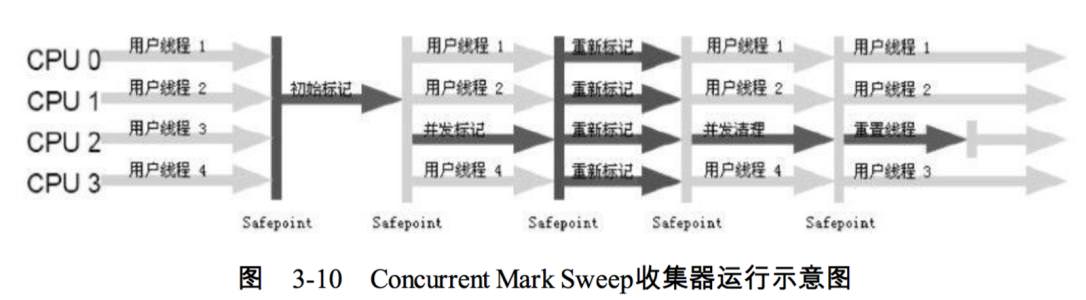 CPU 0 用户线程 1 用户线程 1 重新标记 用户线程 1 用户线程 1
CPU 1 用户线程 2 初始标记 用户线程 2 重新标记 用户线程 2 用户线程 2
CPU 2 用户线程 3 并发标记 重新标记 并发清理 重置线程
CPU 3 用户线程 4 用户线程 4 重新标记 用户线程 4 用户线程 3
Safepoint Safepoint Safepoint Safepoint Safepoint
图 3-10 Concurrent Mark Sweep收集器运行示意图